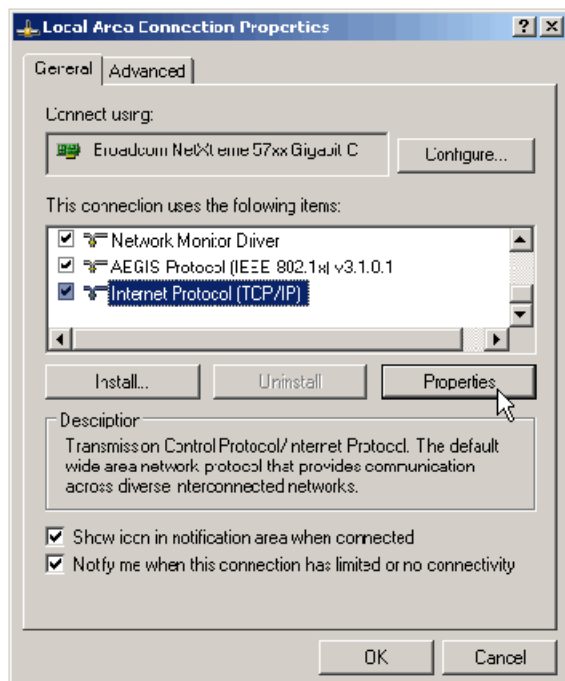 Local Area Connection Properties
General
Advanced
Connect using:
Broadcom NetXtreme 57xx Gigabit C
Configure...
This connection uses the following items:
Network Monitor Driver
AEGIS Protocol (IEEE 802.1x) v3.1.0.1
Internet Protocol (TCP/IP)
Install...
Uninstall
Properties
Description
Transmission Control Protocol/Internet Protocol. The default
wide area network protocol that provides communication
across diverse interconnected networks.
Show icon in notification area when connected
Notify me when this connection has limited or no connectivity
OK
Cancel